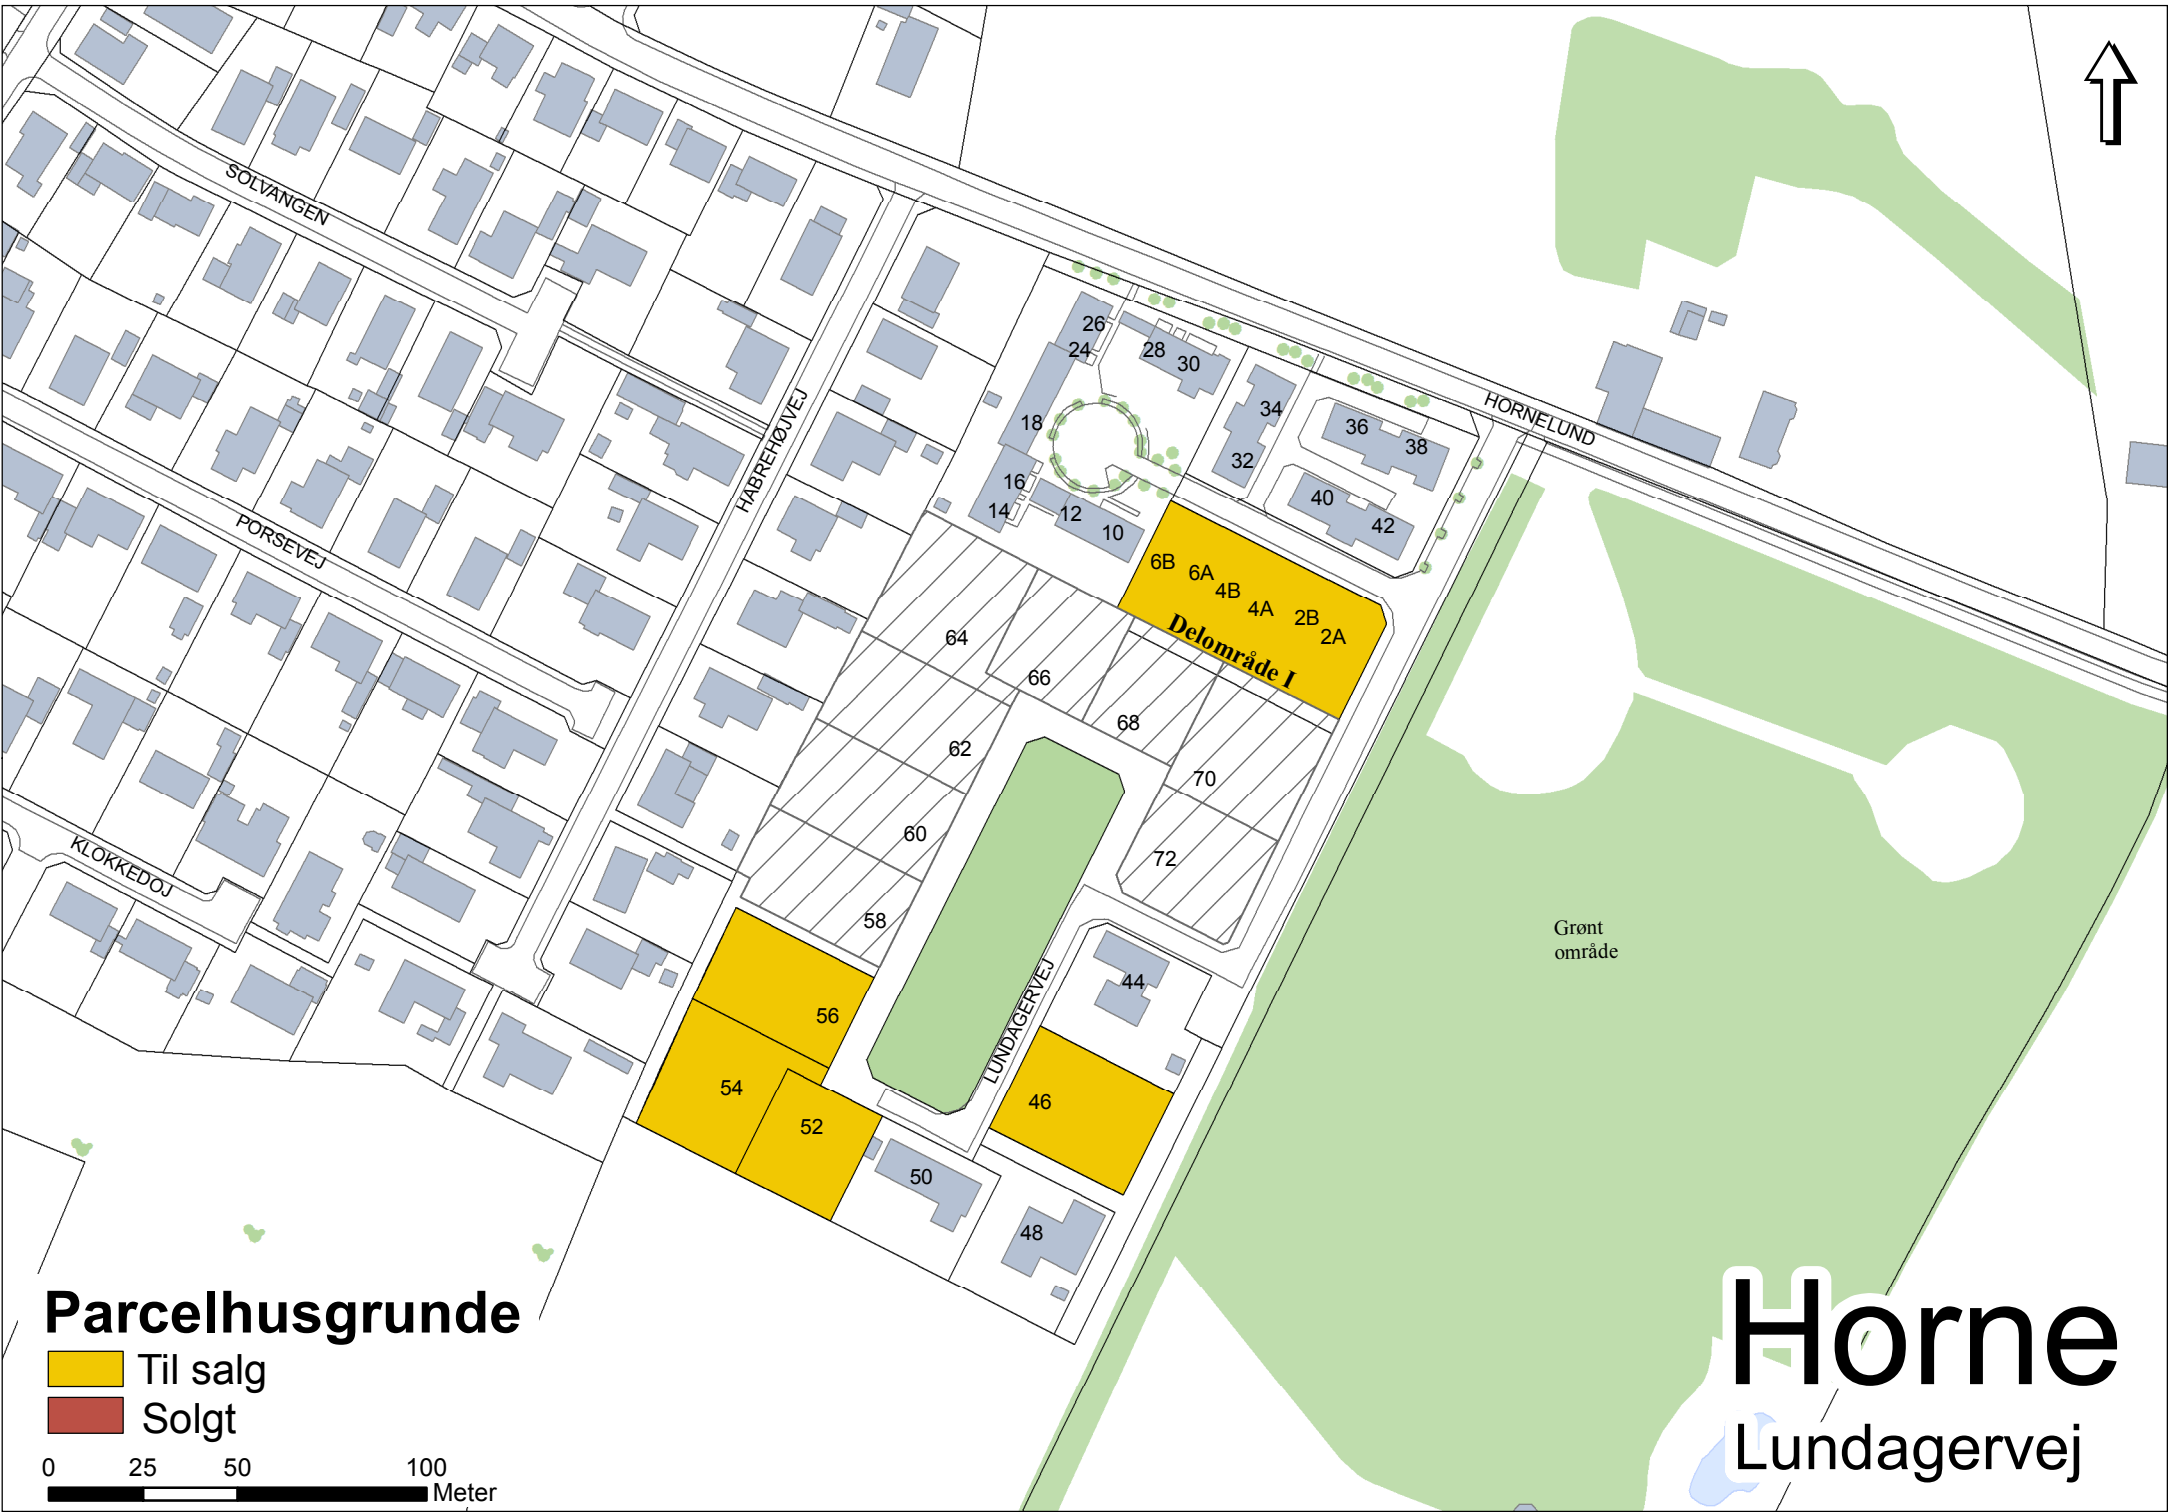 SOLVANGEN
HABREHØJVEJ
PORSEVEJ
KLOKKEDOJ
HORNELUND
26
24
28
30
18
34
32
36
38
16
14
12
10
40
42
6B
6A
4B
4A
2B
2A
Delområde I
64
66
68
62
70
60
72
58
56
54
52
50
48
46
44
LUNDAGERVEJ
Grønt
område
Parcelhusgrunde
Til salg
Solgt
0 25 50 100
Meter
Horne
Lundagervej